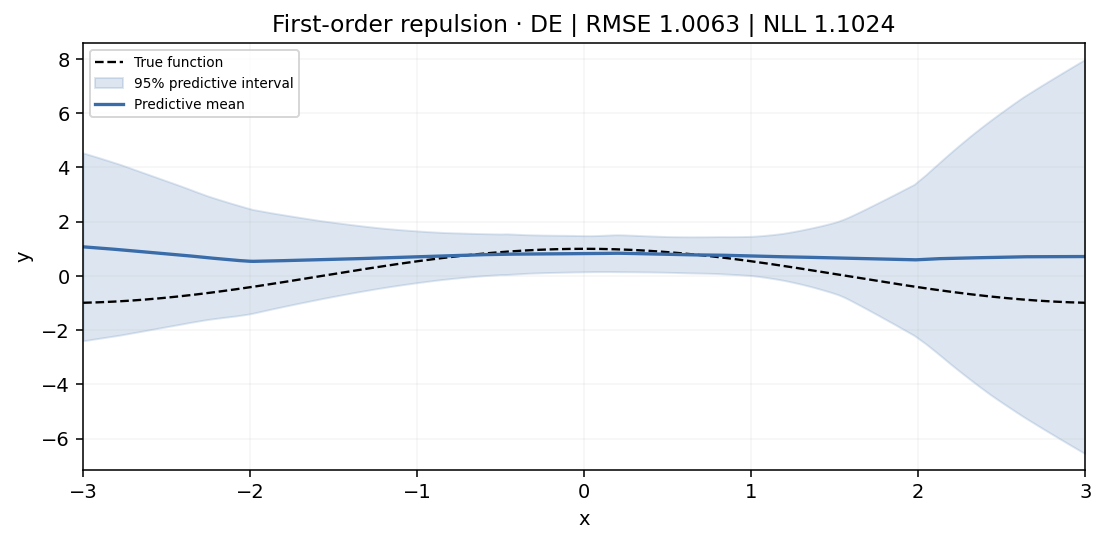 First-order repulsion · DE | RMSE 1.0063 | NLL 1.1024
True function
95% predictive interval
Predictive mean
y
8
6
4
2
0
−2
−4
−6
−3
−2
−1
0
1
2
3
x